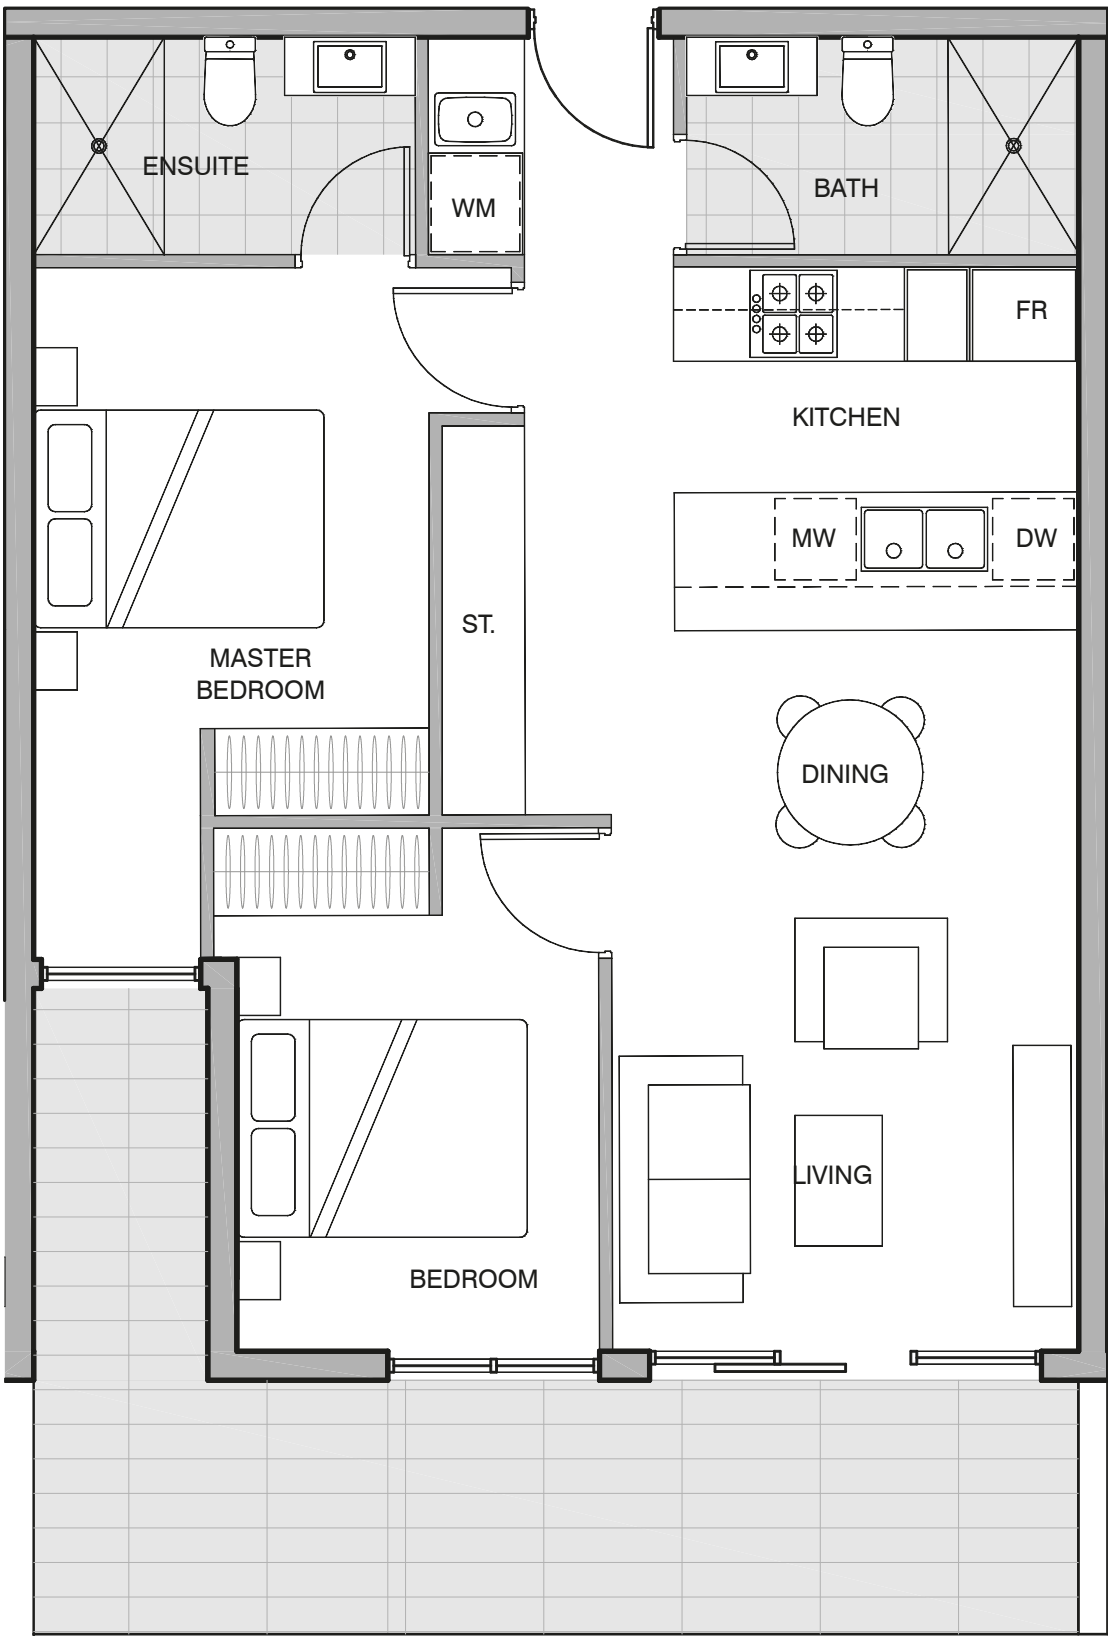 ENSUITE
WM
BATH
FR
KITCHEN
MW
DW
ST.
MASTER
BEDROOM
DINING
LIVING
BEDROOM